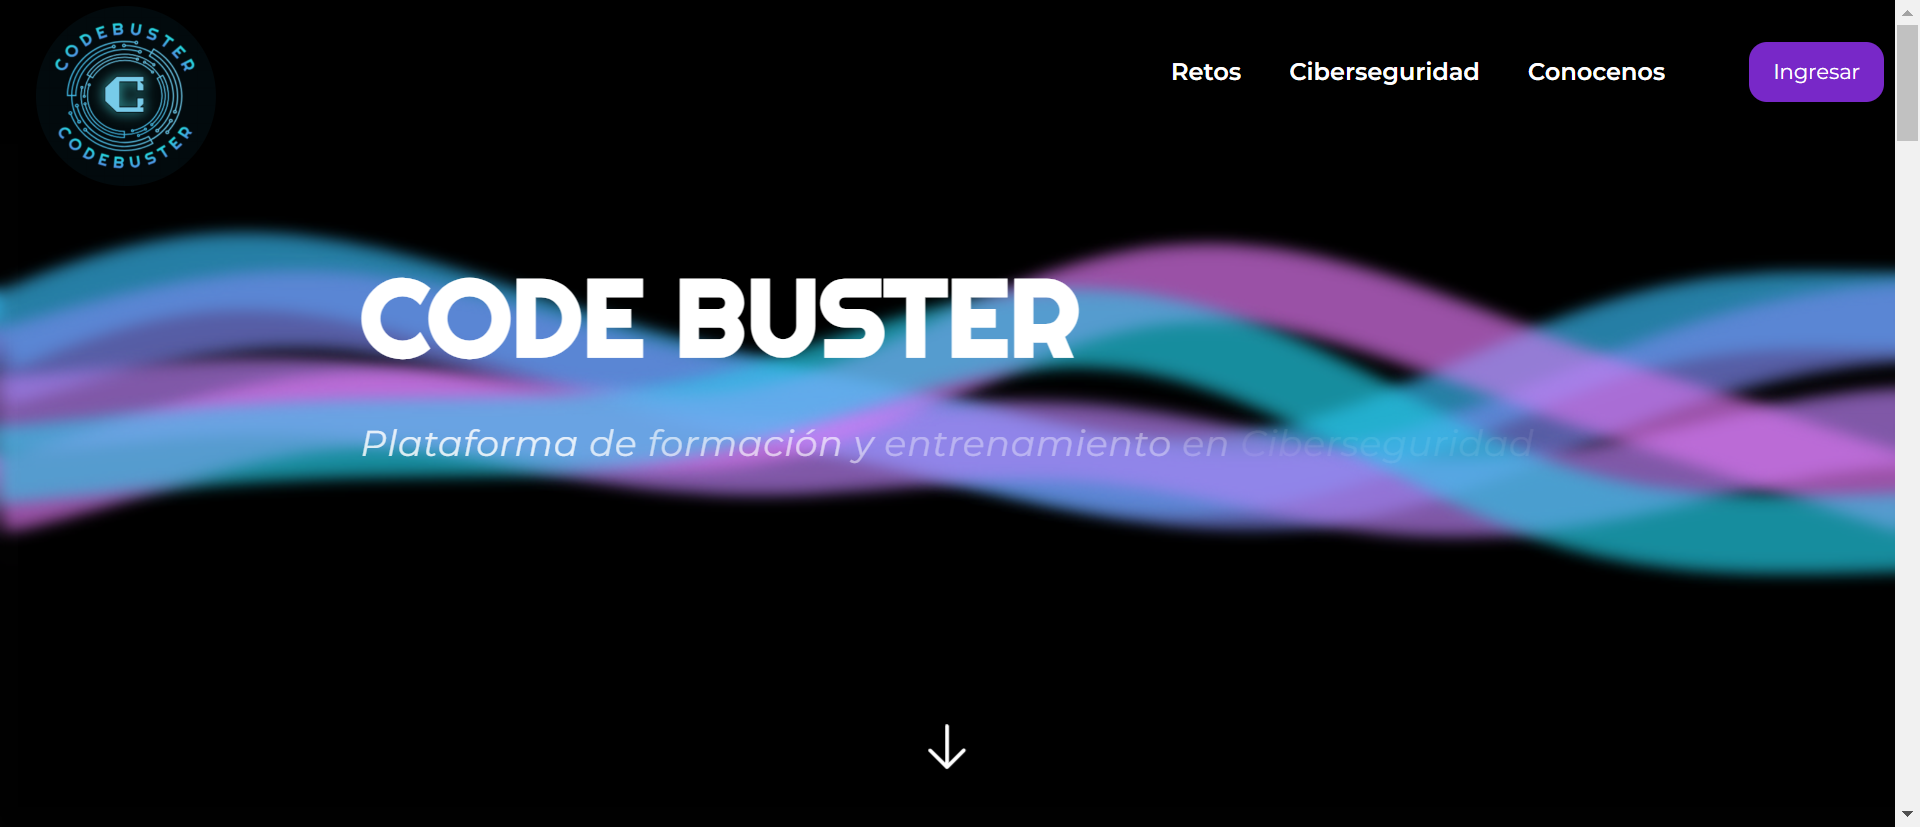 CODEBUSTER
C
CODEBUSTER
Retos Ciberseguridad Conocenos Ingresar
CODE BUSTER
Plataforma de formación y entrenamiento en Ciberseguridad